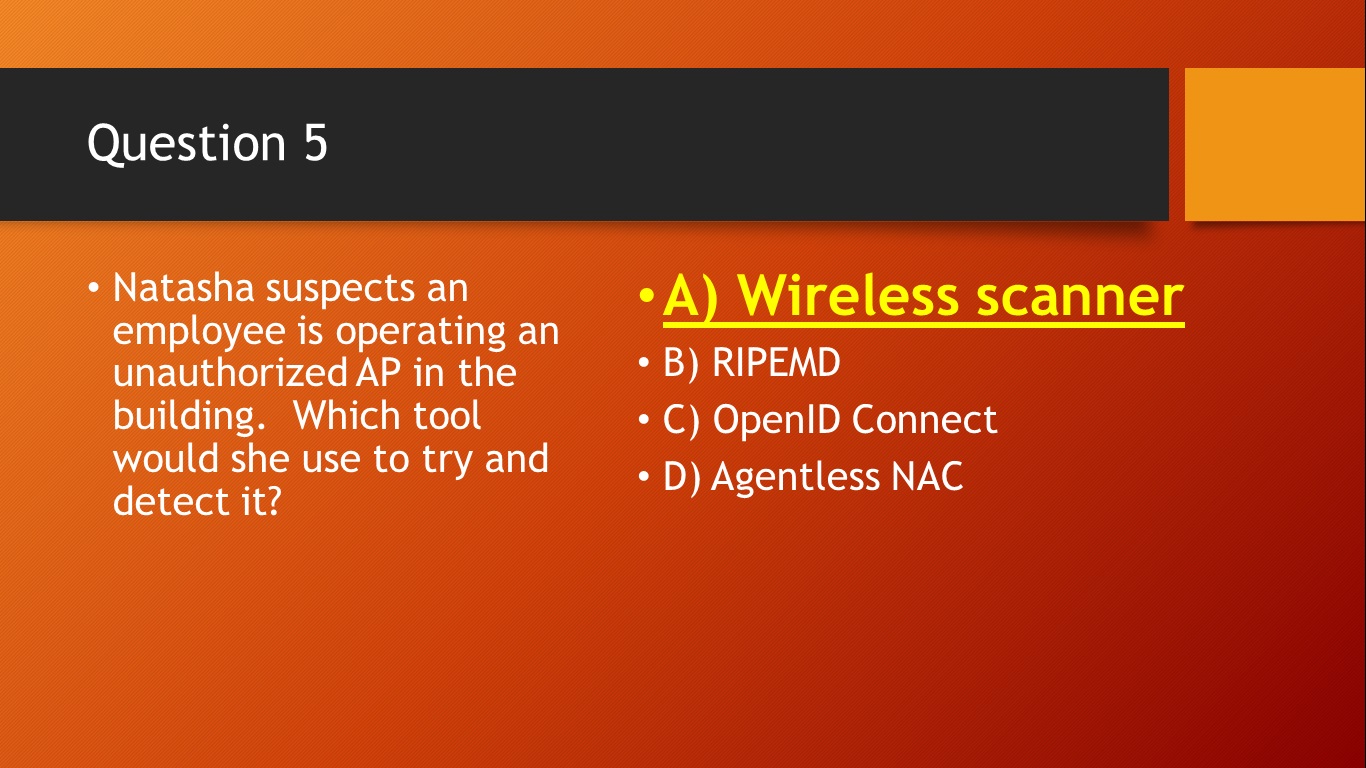 Question 5
• Natasha suspects an
employee is operating an
unauthorized AP in the
building.  Which tool
would she use to try and
detect it?
• A) Wireless scanner
• B) RIPEMD
• C) OpenID Connect
• D) Agentless NAC